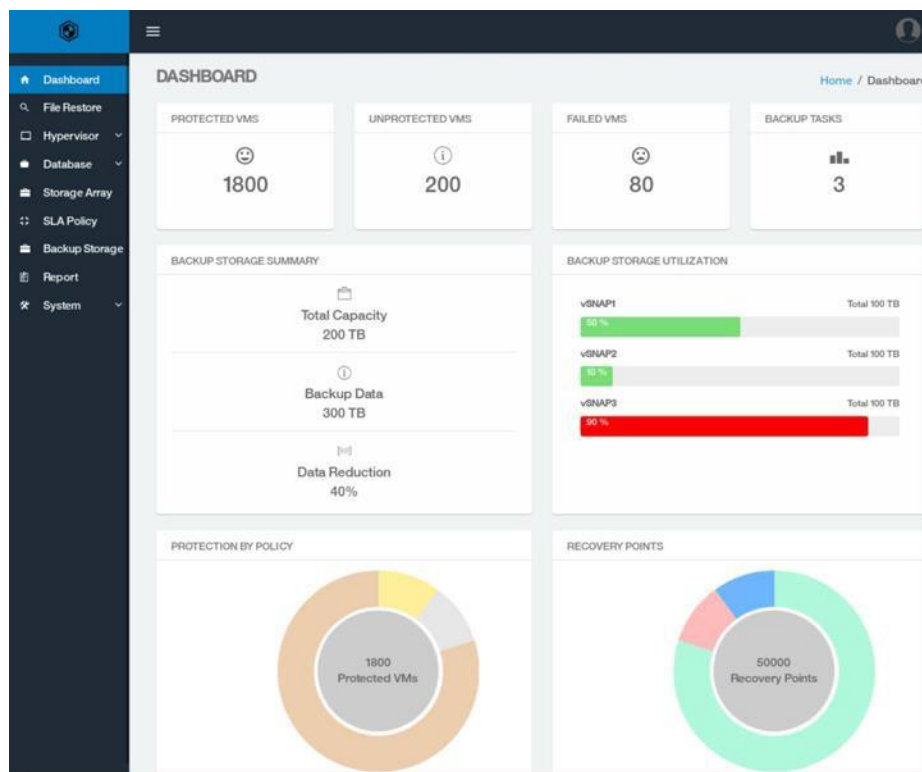 DASHBOARD
Home / Dashboard
Dashboard
File Restore
Hypervisor
Database
Storage Array
SLA Policy
Backup Storage
Report
System
PROTECTED VMS
1800
UNPROTECTED VMS
200
FAILED VMS
80
BACKUP TASKS
3
BACKUP STORAGE SUMMARY
Total Capacity
200 TB
Backup Data
300 TB
Data Reduction
40%
BACKUP STORAGE UTILIZATION
vSNAP1 Total 100 TB
50 %
vSNAP2 Total 100 TB
10 %
vSNAP3 Total 100 TB
90 %
PROTECTION BY POLICY
1800
Protected VMs
RECOVERY POINTS
50000
Recovery Points